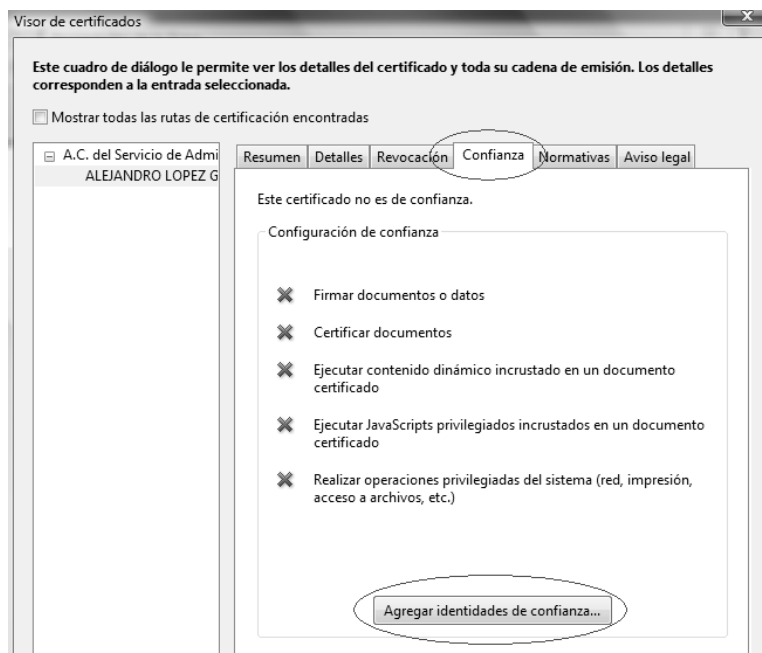 Visor de certificados
Este cuadro de diálogo le permite ver los detalles del certificado y toda su cadena de emisión. Los detalles
corresponden a la entrada seleccionada.
Mostrar todas las rutas de certificación encontradas
A.C. del Servicio de Admi
ALEJANDRO LOPEZ G
Resumen Detalles Revocación Confianza Normativas Aviso legal
Este certificado no es de confianza.
Configuración de confianza
Firmar documentos o datos
Certificar documentos
Ejecutar contenido dinámico incrustado en un documento
certificado
Ejecutar JavaScripts privilegiados incrustados en un documento
certificado
Realizar operaciones privilegiadas del sistema (red, impresión,
acceso a archivos, etc.)
Agregar identidades de confianza...